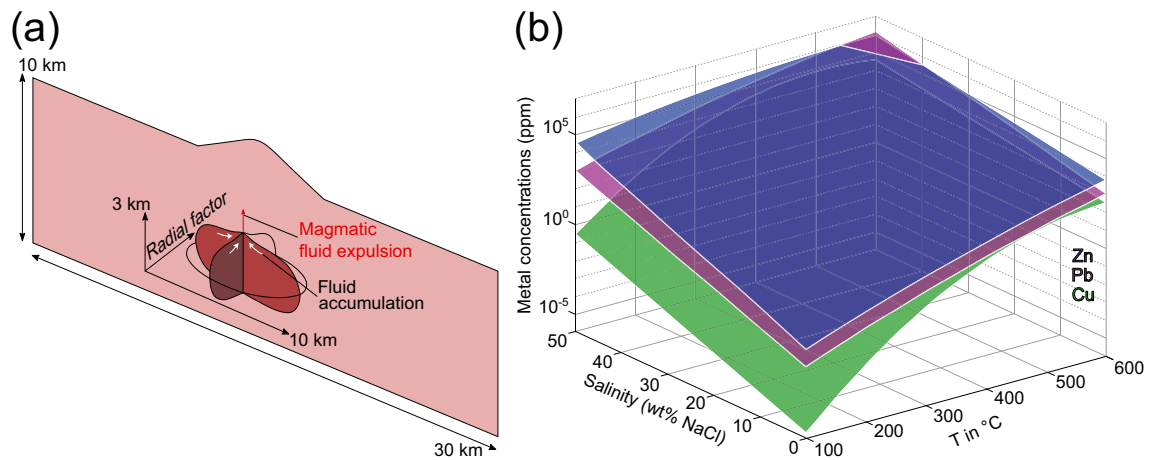 (a)
10 km
3 km
Radial factor
Magmatic
fluid expulsion
Fluid
accumulation
10 km
30 km
(b)
Metal concentrations (ppm)
10^5
10^0
10^-5
50
40
30
20
10
0
Salinity (wt% NaCl)
100
200
300
400
500
600
T in °C
Zn
Pb
Cu